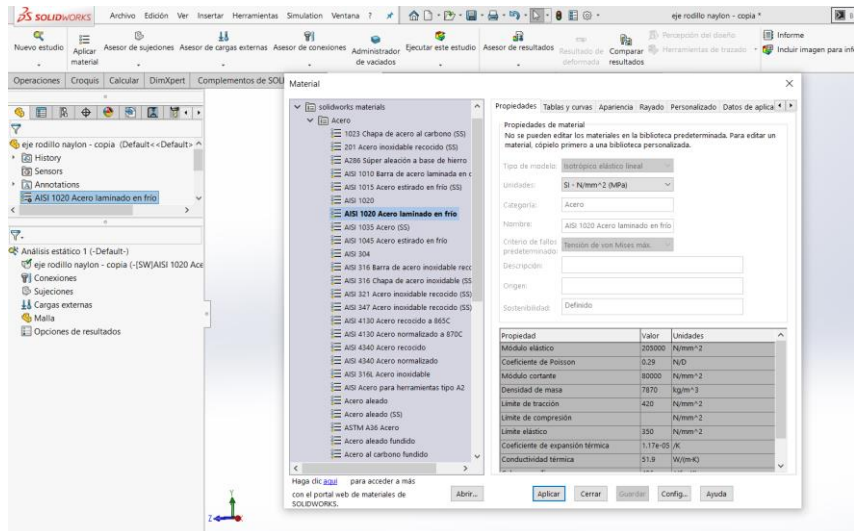 SOLIDWORKS Archivo Edición Ver Insertar Herramientas Simulation Ventana ? eje rodillo naylon - copia *
Nuevo estudio Aplicar material Asesor de sujeciones Asesor de cargas externas Asesor de conexiones Administrador de vaciados Ejecutar este estudio Asesor de resultados Resultado de deformada Comparar resultados Percepción del diseño Herramientas de trazado Informe Incluir imagen para
Operaciones Croquis Calcular DimXpert Complementos de SOLI
eje rodillo naylon - copia (Default<<Default>
History
Sensors
Annotations
AISI 1020 Acero laminado en frío
Análisis estático 1 (-Default-)
eje rodillo naylon - copia (-[SW]AISI 1020 Ace
Conexiones
Sujeciones
Cargas externas
Malla
Opciones de resultados
Material
solidworks materials
Acero
1023 Chapa de acero al carbono (SS)
201 Acero inoxidable recocido (SS)
A286 Súper aleación a base de hierro
AISI 1010 Barra de acero laminada en c
AISI 1015 Acero estirado en frío (SS)
AISI 1020
AISI 1020 Acero laminado en frío
AISI 1035 Acero (SS)
AISI 1045 Acero estirado en frío
AISI 304
AISI 316 Barra de acero inoxidable reco
AISI 316 Chapa de acero inoxidable (SS
AISI 321 Acero inoxidable recocido (SS)
AISI 347 Acero inoxidable recocido (SS)
AISI 4130 Acero recocido a 865C
AISI 4130 Acero normalizado a 870C
AISI 4340 Acero recocido
AISI 4340 Acero normalizado
AISI 316L Acero inoxidable
AISI Acero para herramientas tipo A2
Acero aleado
Acero aleado (SS)
ASTM A36 Acero
Acero aleado fundido
Acero al carbono fundido
Haga clic aquí para acceder a más
con el portal web de materiales de
SOLIDWORKS.
Abrir...
Propiedades Tablas y curvas Apariencia Rayado Personalizado Datos de aplica
Propiedades de material
No se pueden editar los materiales en la biblioteca predeterminada. Para editar un
material, cópielo primero a una biblioteca personalizada.
Tipo de modelo: Isotrópico elástico lineal
Unidades: SI - N/mm^2 (MPa)
Categoría: Acero
Nombre: AISI 1020 Acero laminado en frío
Criterio de fallos predeterminado: Tensión de von Mises máx.
Descripción:
Origen:
Sostenibilidad: Definido
Propiedad Valor Unidades
Módulo elástico 205000 N/mm^2
Coeficiente de Poisson 0.29 N/D
Módulo cortante 80000 N/mm^2
Densidad de masa 7870 kg/m^3
Límite de tracción 420 N/mm^2
Límite de compresión N/mm^2
Límite elástico 350 N/mm^2
Coeficiente de expansión térmica 1.17e-05 /K
Conductividad térmica 51.9 W/(m·K)
Aplicar Cerrar Guardar Config... Ayuda
Y
Z